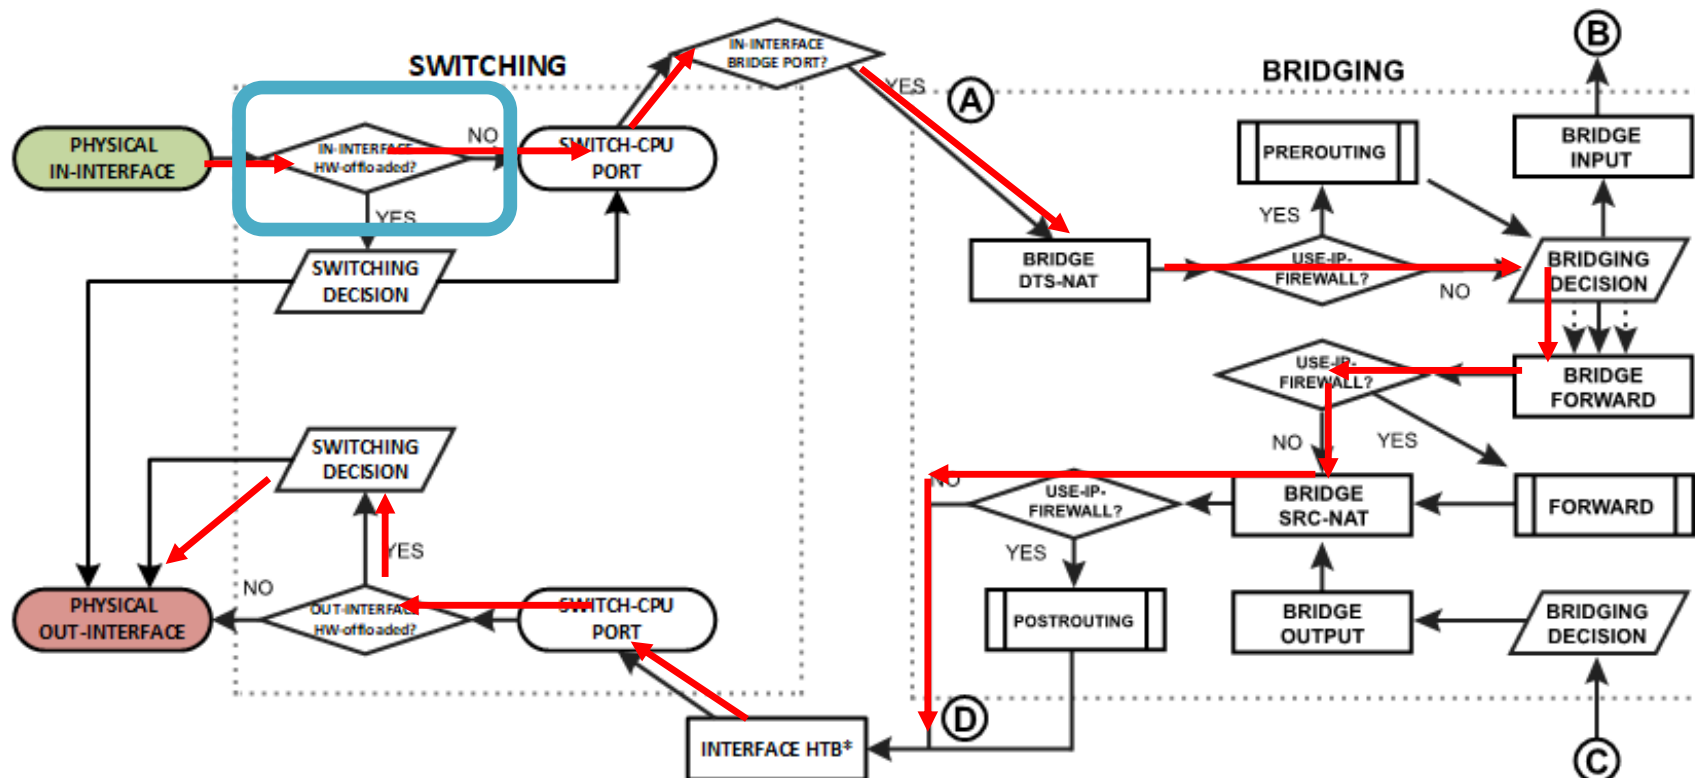 SWITCHING
BRIDGING
IN-INTERFACE
BRIDGE PORT?
YES
A
B
PHYSICAL
IN-INTERFACE
IN-INTERFACE
HW-offloaded?
NO
YES
SWITCH-CPU
PORT
SWITCHING
DECISION
PREROUTING
BRIDGE
INPUT
YES
BRIDGE
DTS-NAT
USE-IP-
FIREWALL?
NO
BRIDGING
DECISION
USE-IP-
FIREWALL?
BRIDGE
FORWARD
NO
YES
SWITCHING
DECISION
NO
USE-IP-
FIREWALL?
BRIDGE
SRC-NAT
FORWARD
YES
YES
NO
PHYSICAL
OUT-INTERFACE
OUT-INTERFACE
HW-offloaded?
SWITCH-CPU
PORT
POSTROUTING
BRIDGE
OUTPUT
BRIDGING
DECISION
D
INTERFACE HTB*
C